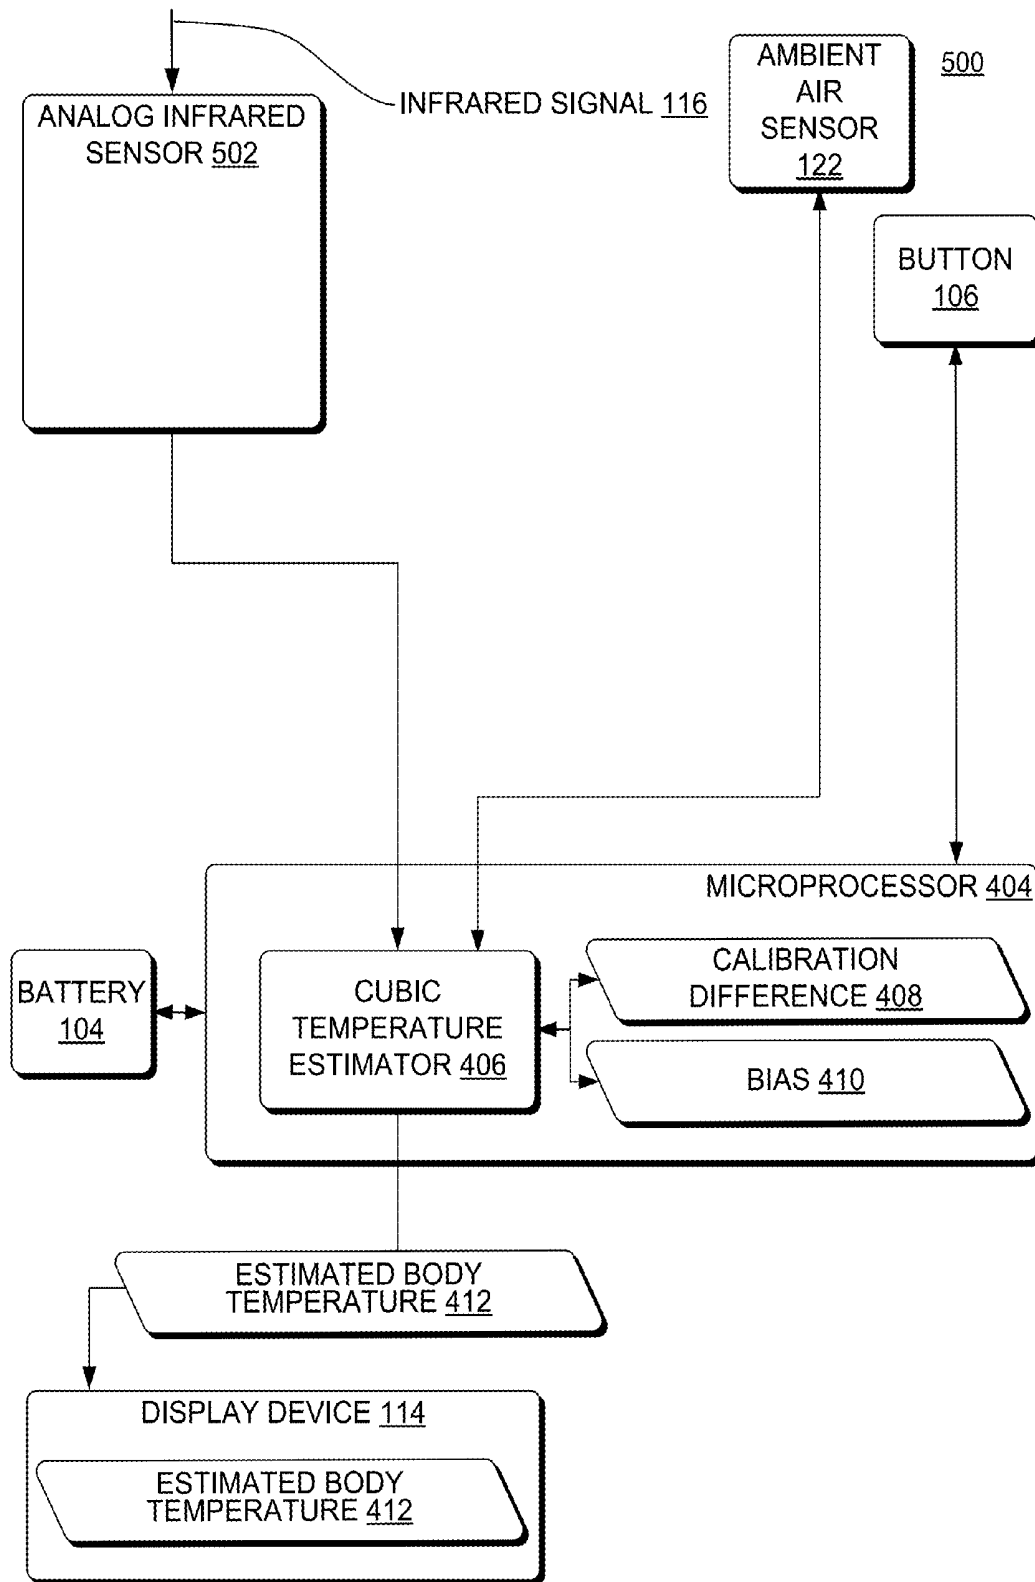 INFRARED SIGNAL 116
ANALOG INFRARED
SENSOR 502
AMBIENT
AIR
SENSOR
122
500
BUTTON
106
MICROPROCESSOR 404
BATTERY
104
CUBIC
TEMPERATURE
ESTIMATOR 406
CALIBRATION
DIFFERENCE 408
BIAS 410
ESTIMATED BODY
TEMPERATURE 412
DISPLAY DEVICE 114
ESTIMATED BODY
TEMPERATURE 412